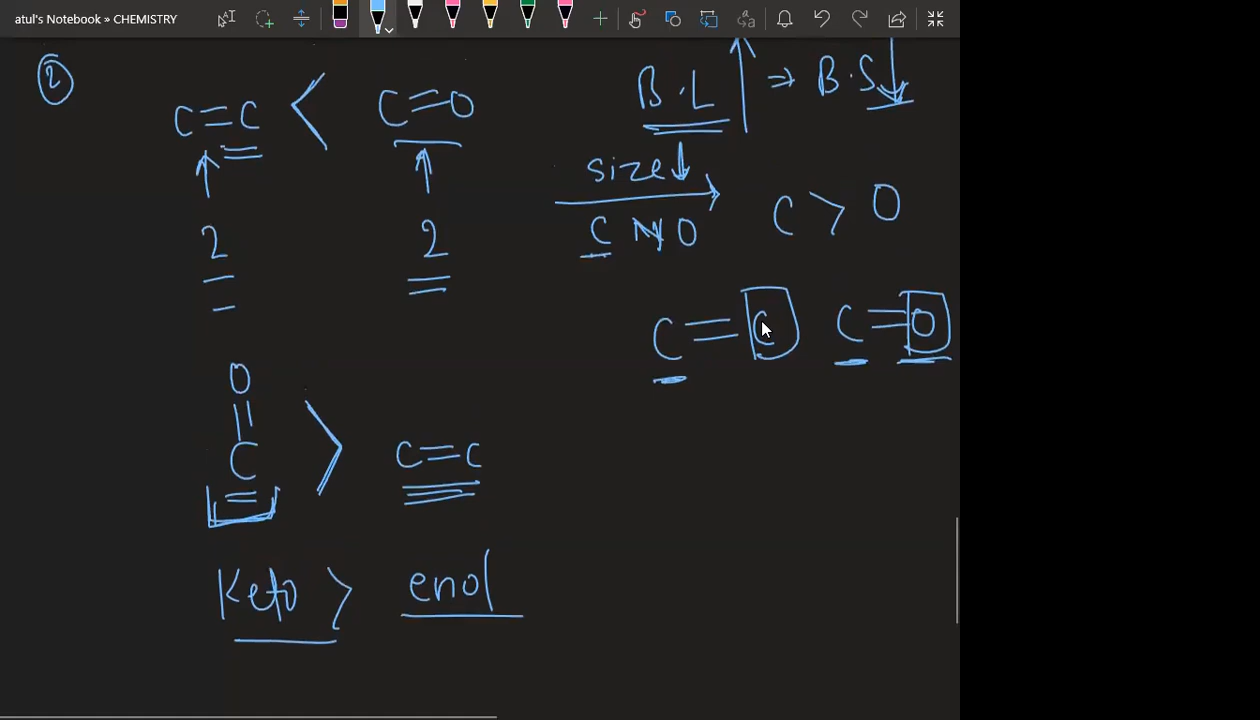 atul's Notebook » CHEMISTRY
2
C=C < C=O
2 2
B.L ↑ ⇒ B.S ↓
size ↓
C N O
C > O
C=C C=O
O
||
C > C=C
Keto > enol